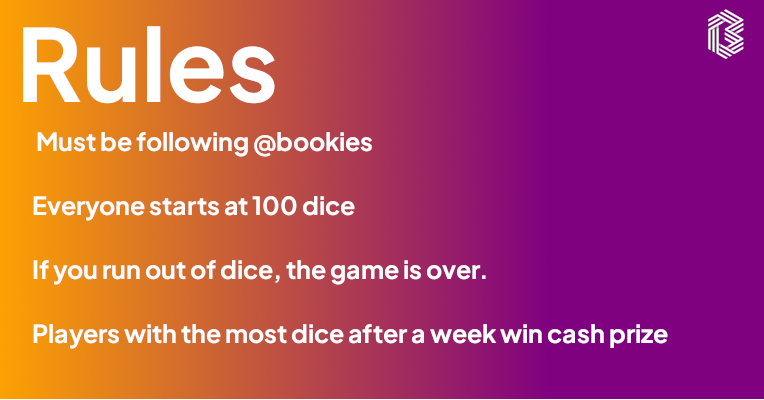 Rules
Must be following @bookies
Everyone starts at 100 dice
If you run out of dice, the game is over.
Players with the most dice after a week win cash prize